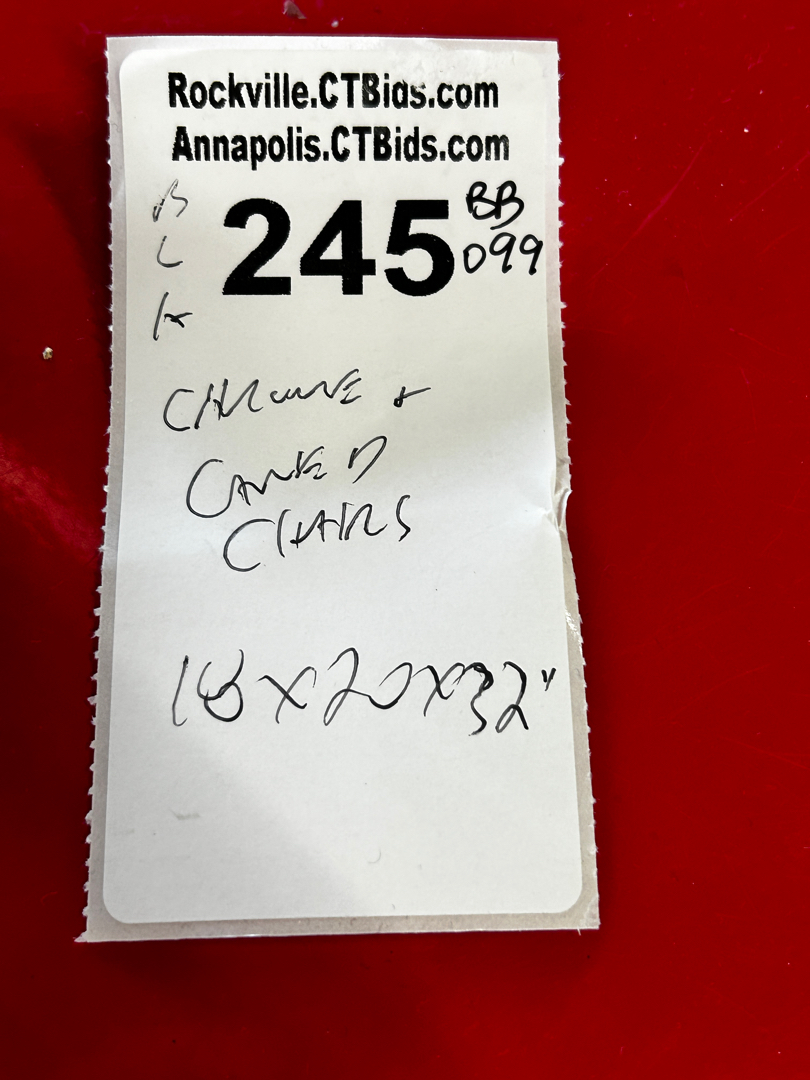 Rockville.CTBids.com
Annapolis.CTBids.com
B
L
K
245
BB
099
CHROME +
CANED
CHAIRS
18x20x32"